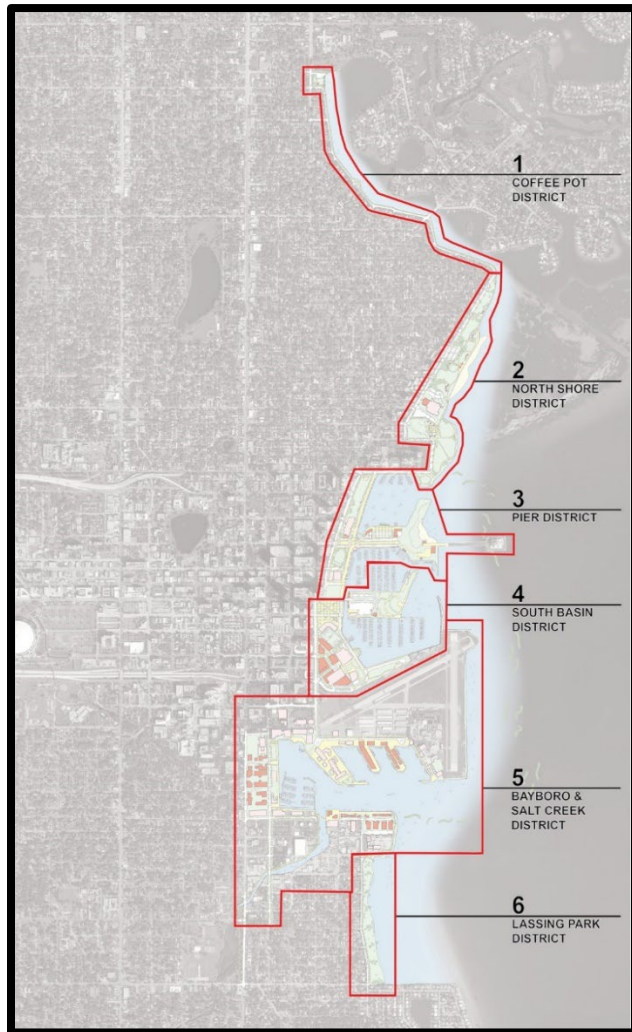 1
COFFEE POT
DISTRICT
2
NORTH SHORE
DISTRICT
3
PIER DISTRICT
4
SOUTH BASIN
DISTRICT
5
BAYBORO &
SALT CREEK
DISTRICT
6
LASSING PARK
DISTRICT